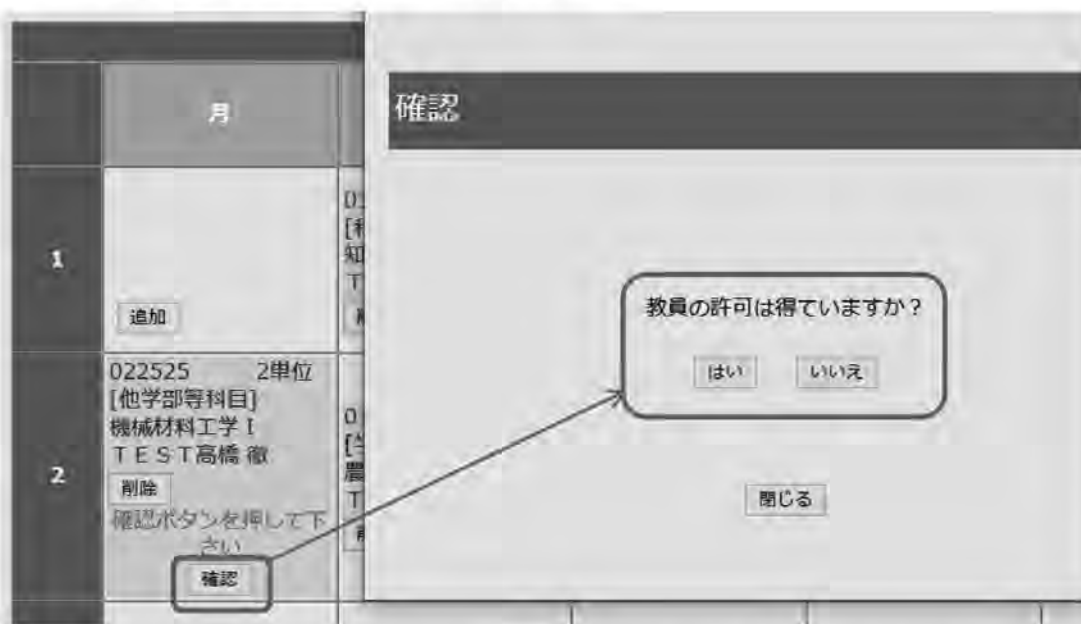 月
確認
1
追加
022525 2単位
[他学部等科目]
機械材料工学Ⅰ
ＴＥＳＴ高橋 徹
2
削除
確認ボタンを押して下
さい
確認
教員の許可は得ていますか？
はい いいえ
閉じる